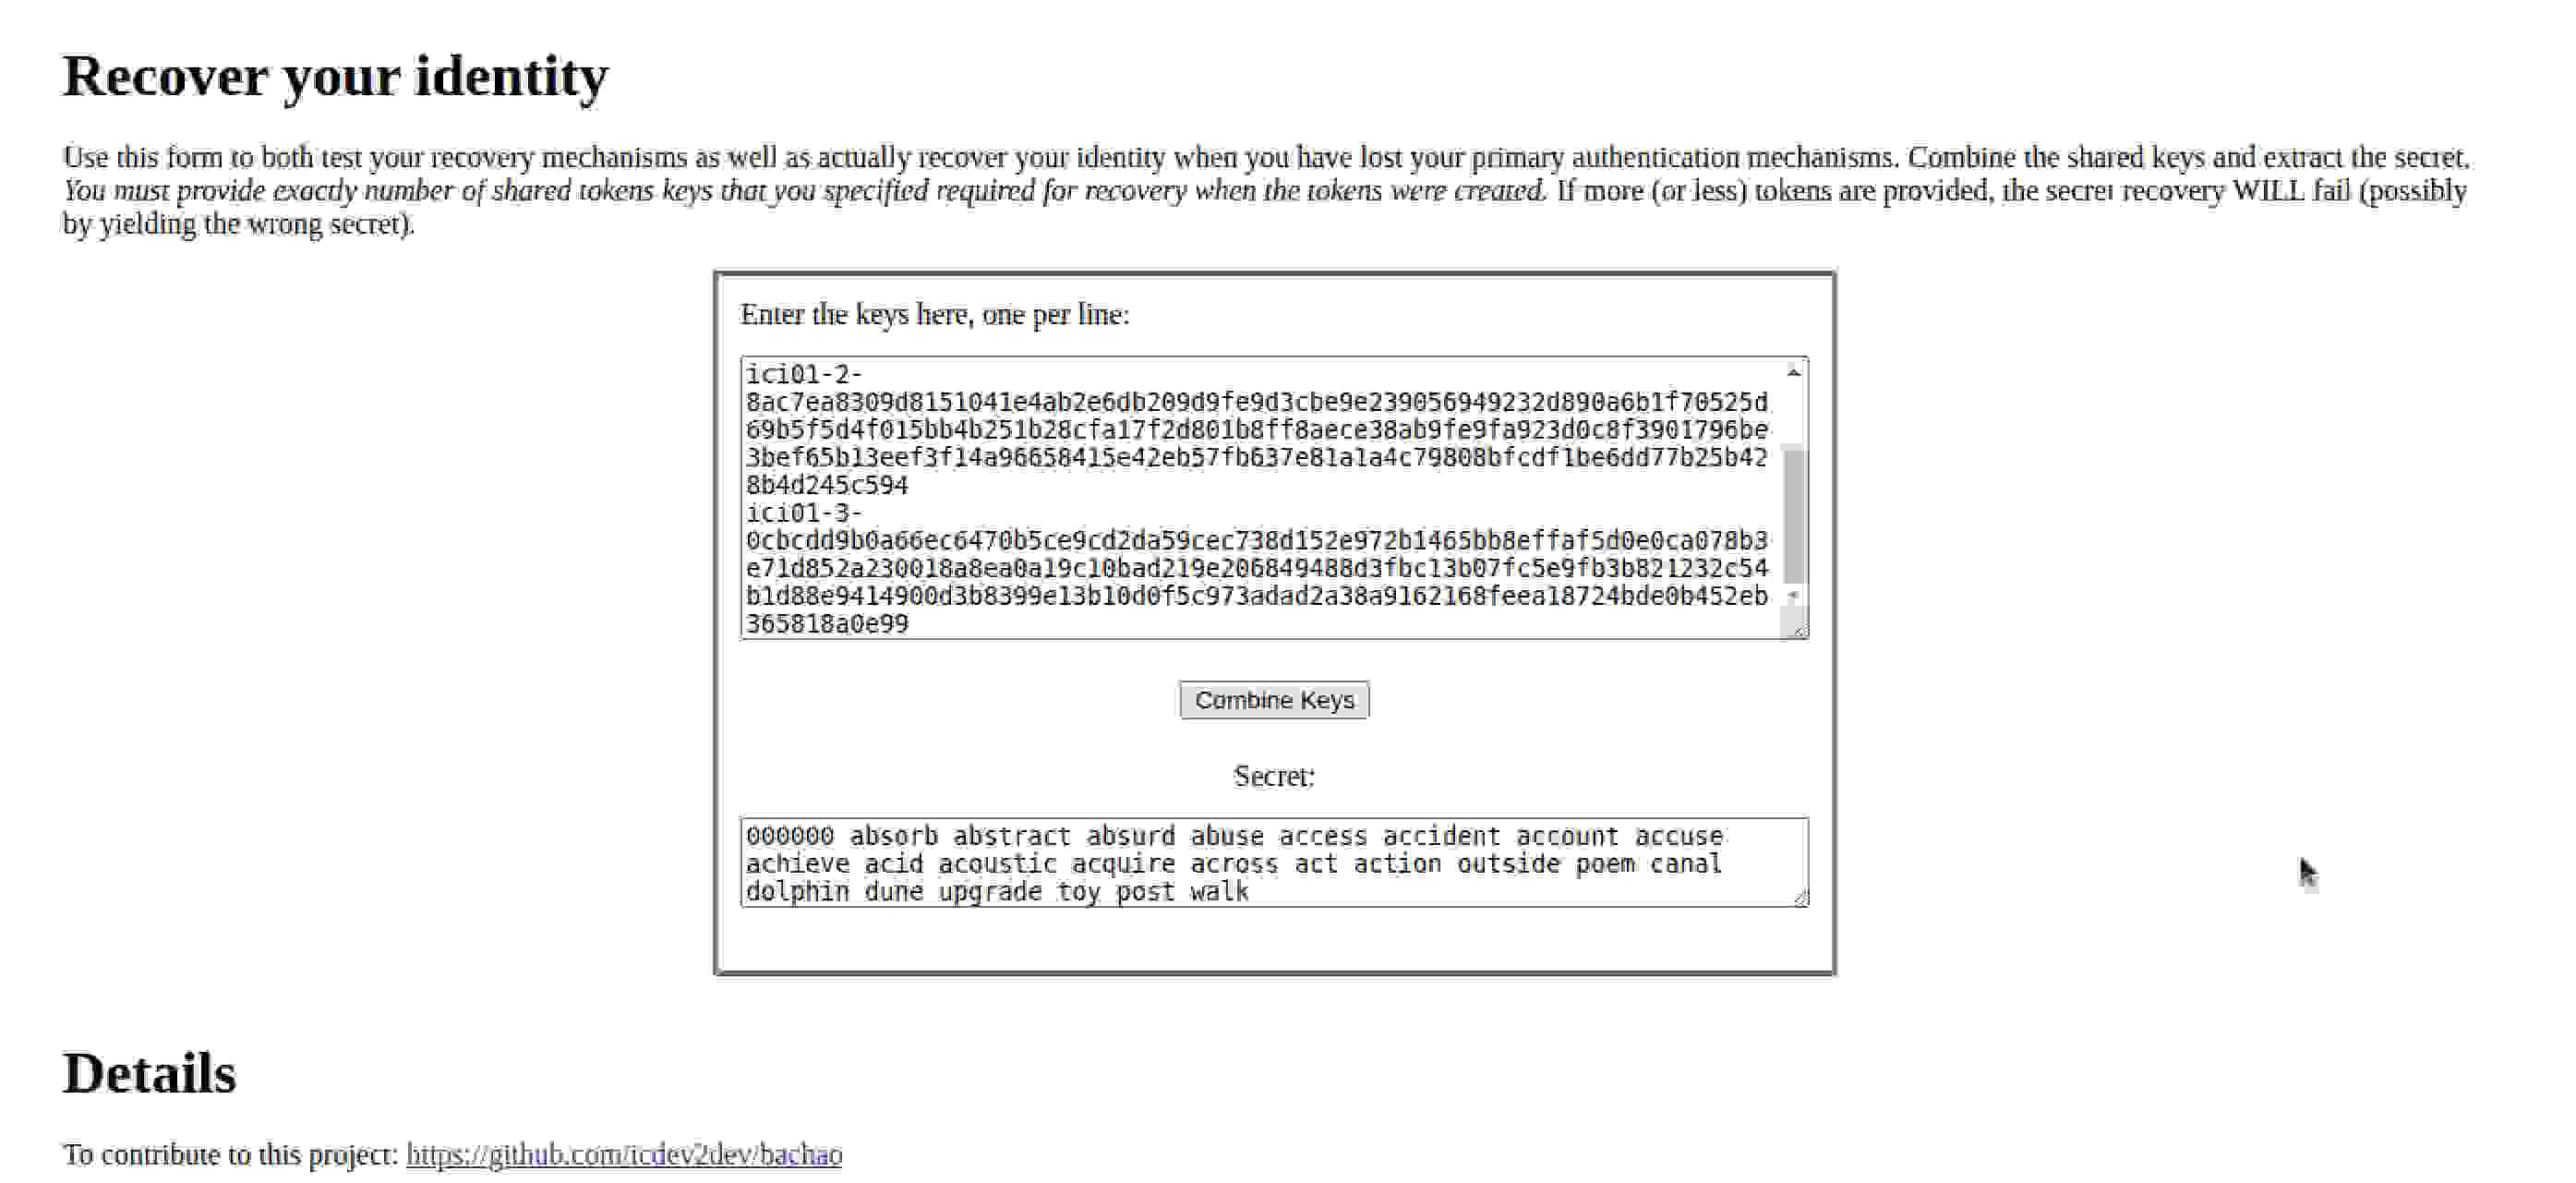 Recover your identity
Use this form to both test your recovery mechanisms as well as actually recover your identity when you have lost your primary authentication mechanisms. Combine the shared keys and extract the secret.
You must provide exactly number of shared tokens keys that you specified required for recovery when the tokens were created. If more (or less) tokens are provided, the secret recovery WILL fail (possibly
by yielding the wrong secret).
Enter the keys here, one per line:
ici01-2-
8ac7ea8309d8151041e4ab2e6db209d9fe9d3cbe9e239056949232d890a6b1f70525d
69b5f5d4f015bb4b251b28cfa17f2d801b8ff8aece38ab9fe9fa923d0c8f3901796be
3bef65b13eef3f14a96658415e42eb57fb637e81a1a4c79808bfcdf1be6dd77b25b42
8b4d245c594
ici01-3-
0cbcdd9b0a66ec6470b5ce9cd2da59cec738d152e972b1465bb8effaf5d0e0ca078b3
e71d852a230018a8ea0a19c10bad219e206849488d3fbc13b07fc5e9fb3b821232c54
b1d88e9414900d3b8399e13b10d0f5c973adad2a38a9162168feea18724bde0b452eb
365818a0e99
Combine Keys
Secret:
000000 absorb abstract absurd abuse access accident account accuse
achieve acid acoustic acquire across act action outside poem canal
dolphin dune upgrade toy post walk
Details
To contribute to this project: https://github.com/icdev2dev/bachao